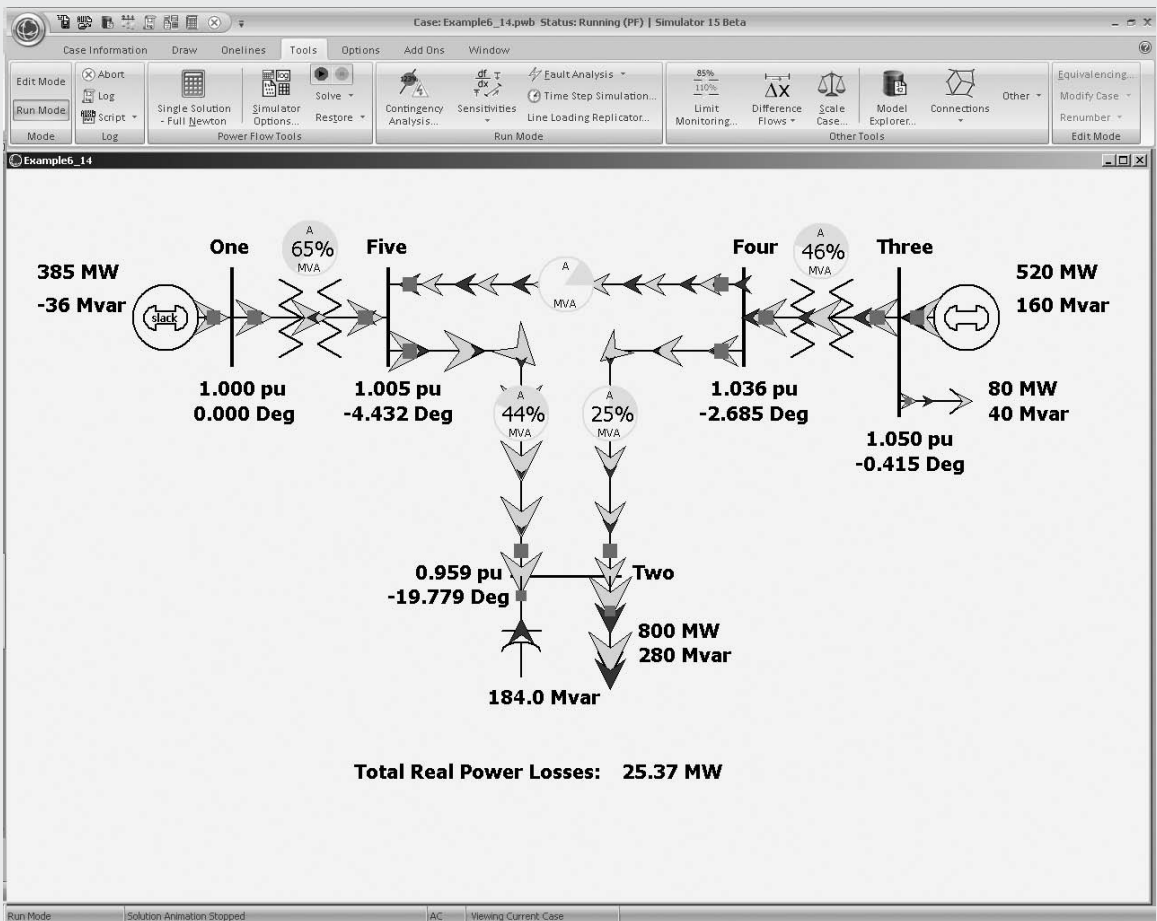 Case: Example6_14.pwb Status: Running (PF) | Simulator 15 Beta
Case Information Draw Onelines Tools Options Add Ons Window
Edit Mode
Run Mode
Mode
Abort
Log
Script
Log
Single Solution
- Full Newton
Simulator
Options...
Solve
Restore
Power Flow Tools
Contingency
Analysis...
Sensitivities
Fault Analysis
Time Step Simulation...
Line Loading Replicator...
Run Mode
85%
110%
Limit
Monitoring...
ΔX
Difference
Flows
Scale
Case...
Model
Explorer...
Connections
Other
Other Tools
Equivalencing...
Modify Case
Renumber
Edit Mode
Example6_14
One
A
65%
MVA
Five
A
MVA
Four
A
46%
MVA
Three
385 MW
-36 Mvar
slack
520 MW
160 Mvar
1.000 pu
0.000 Deg
1.005 pu
-4.432 Deg
A
44%
MVA
A
25%
MVA
1.036 pu
-2.685 Deg
80 MW
40 Mvar
1.050 pu
-0.415 Deg
0.959 pu
-19.779 Deg
Two
800 MW
280 Mvar
184.0 Mvar
Total Real Power Losses: 25.37 MW
Run Mode Solution Animation Stopped AC Viewing Current Case